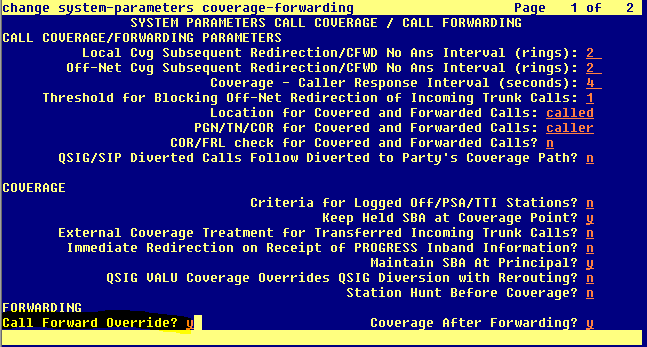 change system-parameters coverage-forwarding Page 1 of 2
SYSTEM PARAMETERS CALL COVERAGE / CALL FORWARDING
CALL COVERAGE/FORWARDING PARAMETERS
Local Cvg Subsequent Redirection/CFWD No Ans Interval (rings): 2
Off-Net Cvg Subsequent Redirection/CFWD No Ans Interval (rings): 2
Coverage - Caller Response Interval (seconds): 4
Threshold for Blocking Off-Net Redirection of Incoming Trunk Calls: 1
Location for Covered and Forwarded Calls: called
PGN/TN/COR for Covered and Forwarded Calls: caller
COR/FRL check for Covered and Forwarded Calls? n
QSIG/SIP Diverted Calls Follow Diverted to Party's Coverage Path? n
COVERAGE
Criteria for Logged Off/PSA/TTI Stations? n
Keep Held SBA at Coverage Point? y
External Coverage Treatment for Transferred Incoming Trunk Calls? n
Immediate Redirection on Receipt of PROGRESS Inband Information? n
Maintain SBA At Principal? y
QSIG VALU Coverage Overrides QSIG Diversion with Rerouting? n
Station Hunt Before Coverage? n
FORWARDING
Call Forward Override? y Coverage After Forwarding? y